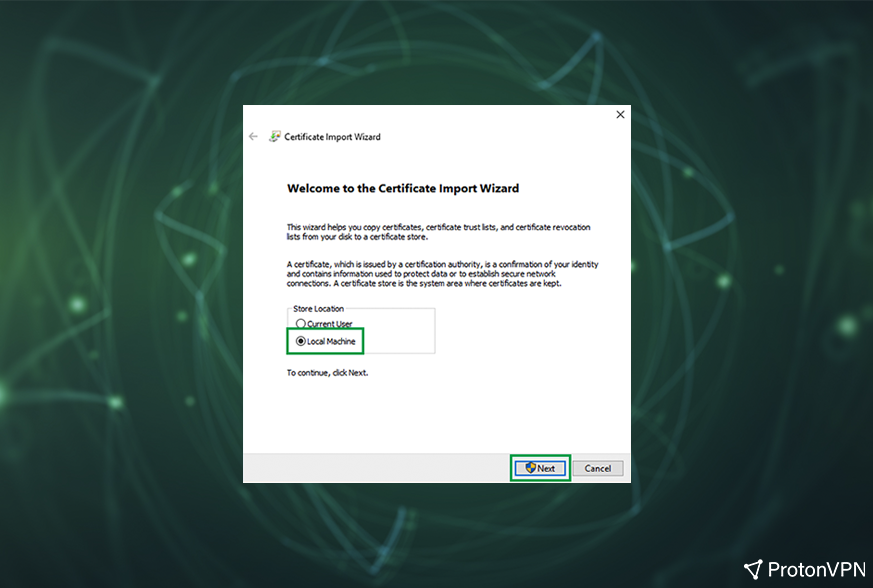 Certificate Import Wizard
Welcome to the Certificate Import Wizard
This wizard helps you copy certificates, certificate trust lists, and certificate revocation
lists from your disk to a certificate store.
A certificate, which is issued by a certification authority, is a confirmation of your identity
and contains information used to protect data or to establish secure network
connections. A certificate store is the system area where certificates are kept.
Store Location
Current User
Local Machine
To continue, click Next.
Next
Cancel
ProtonVPN